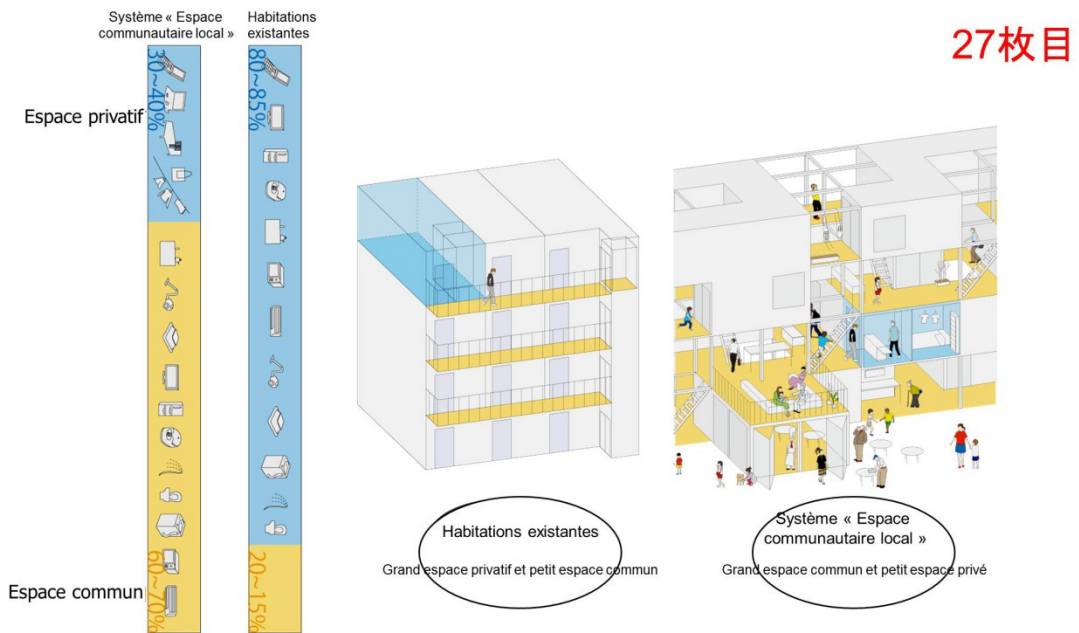 Système « Espace
communautaire local »
Habitations
existantes
27枚目
30~40%
80~85%
Espace privatif
Espace commun
60~70%
20~15%
Habitations existantes
Grand espace privatif et petit espace commun
Système « Espace
communautaire local »
Grand espace commun et petit espace privé